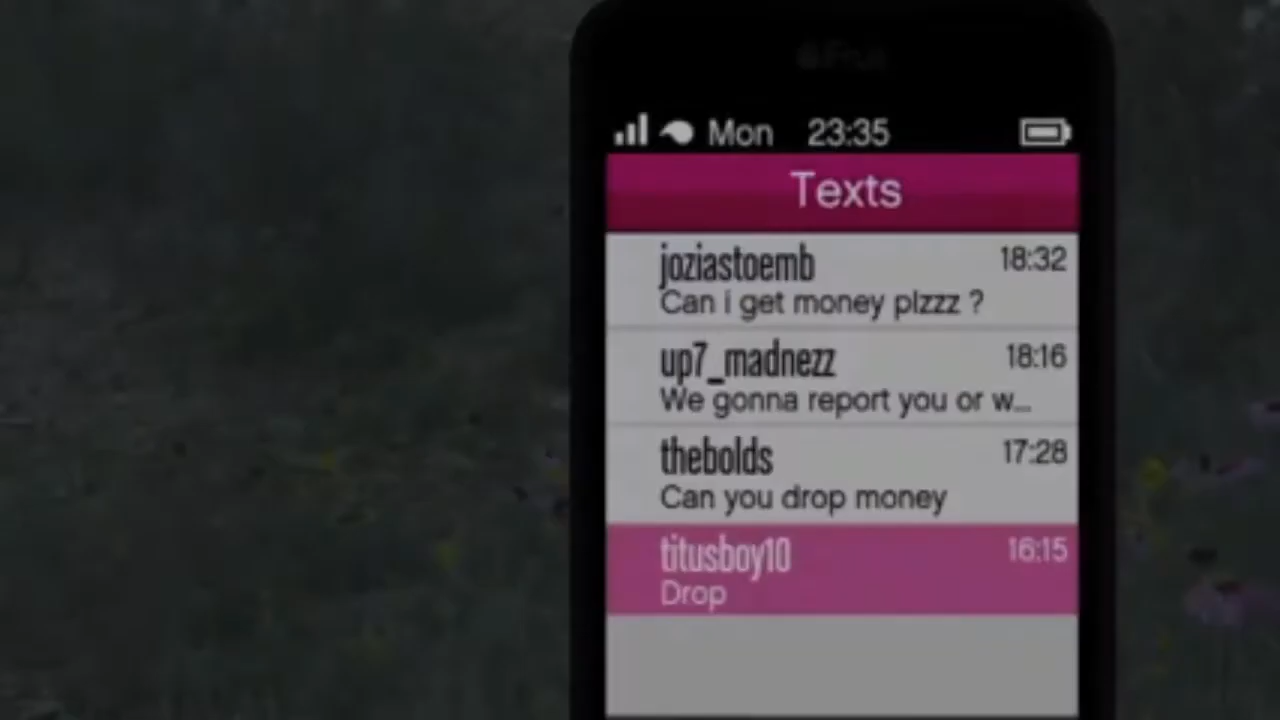 Mon 23:35
Texts
joziastoemb 18:32
Can i get money plzzz ?
up7_madnezz 18:16
We gonna report you or w...
thebolds 17:28
Can you drop money
titusboy10 16:15
Drop